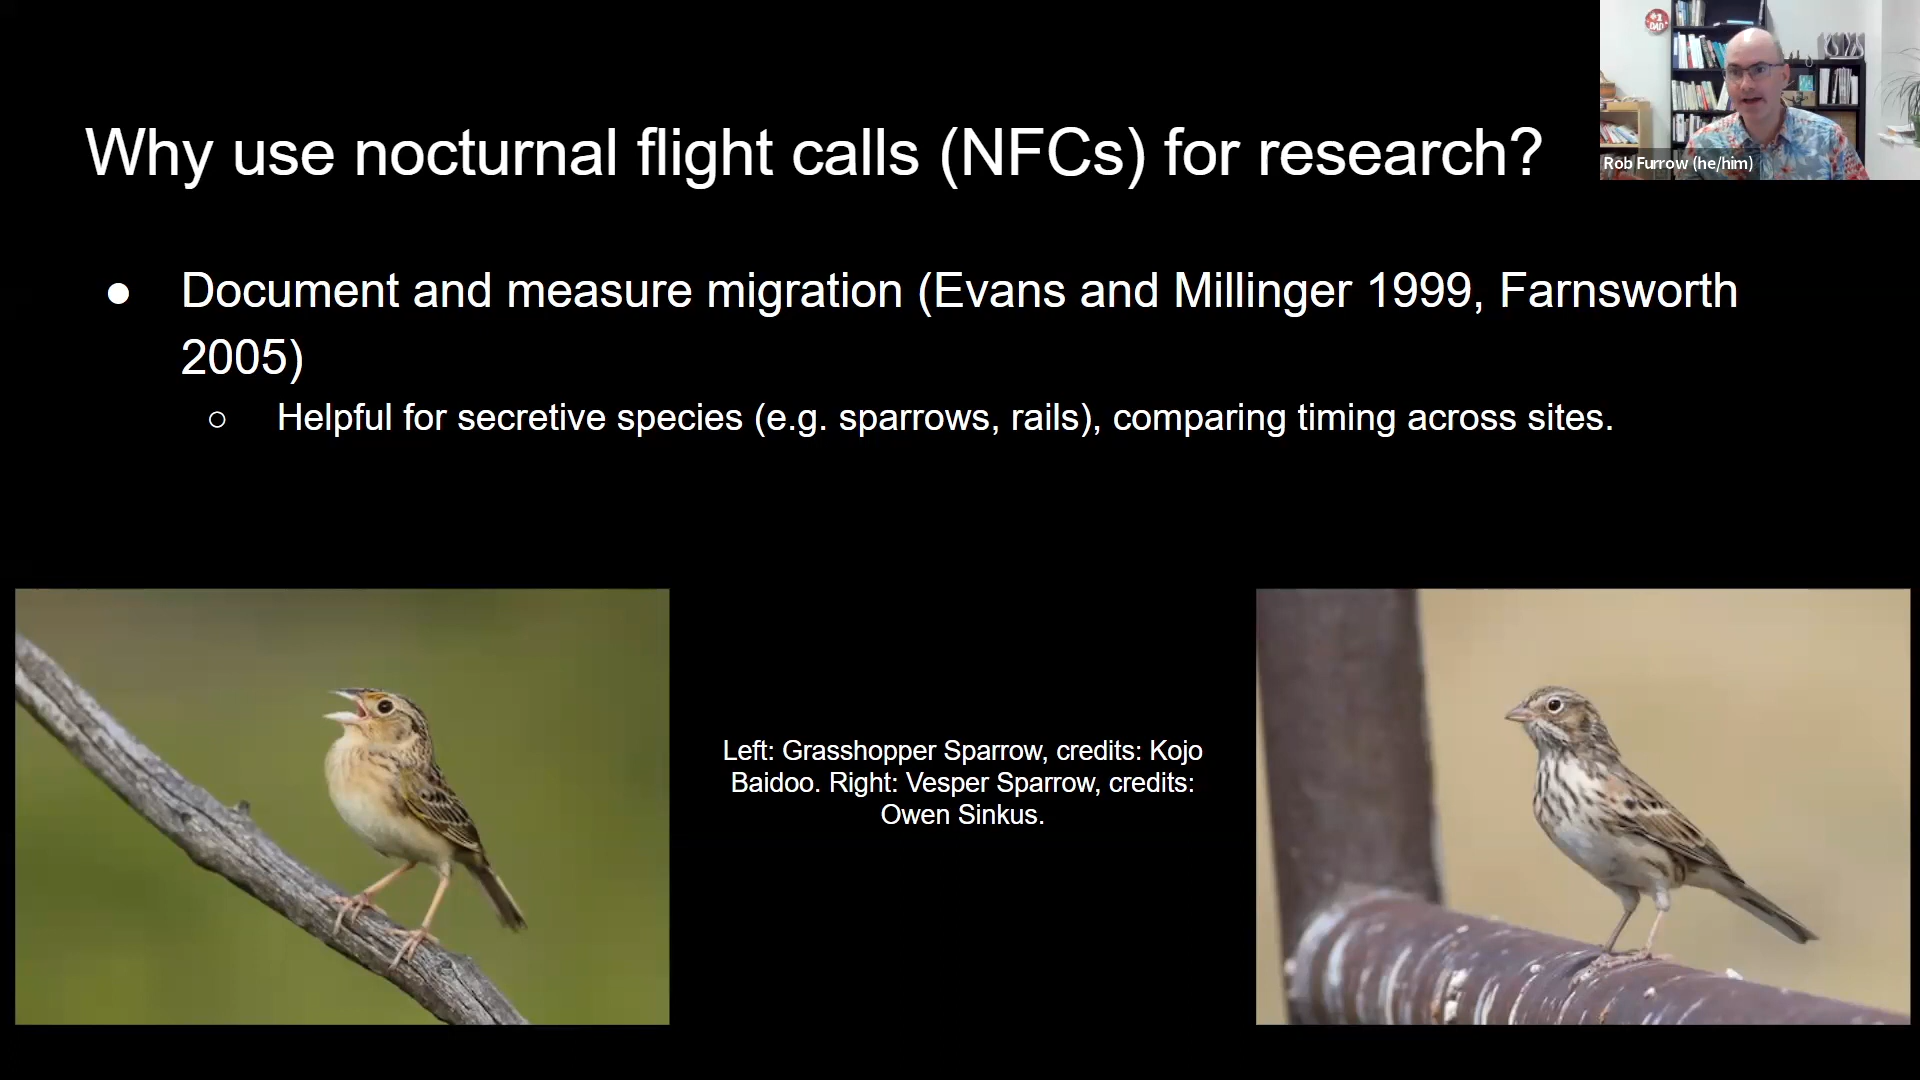 Why use nocturnal flight calls (NFCs) for research?
#1
DAD
Rob Furrow (he/him)
● Document and measure migration (Evans and Millinger 1999, Farnsworth
2005)
○ Helpful for secretive species (e.g. sparrows, rails), comparing timing across sites.
Left: Grasshopper Sparrow, credits: Kojo
Baidoo. Right: Vesper Sparrow, credits:
Owen Sinkus.